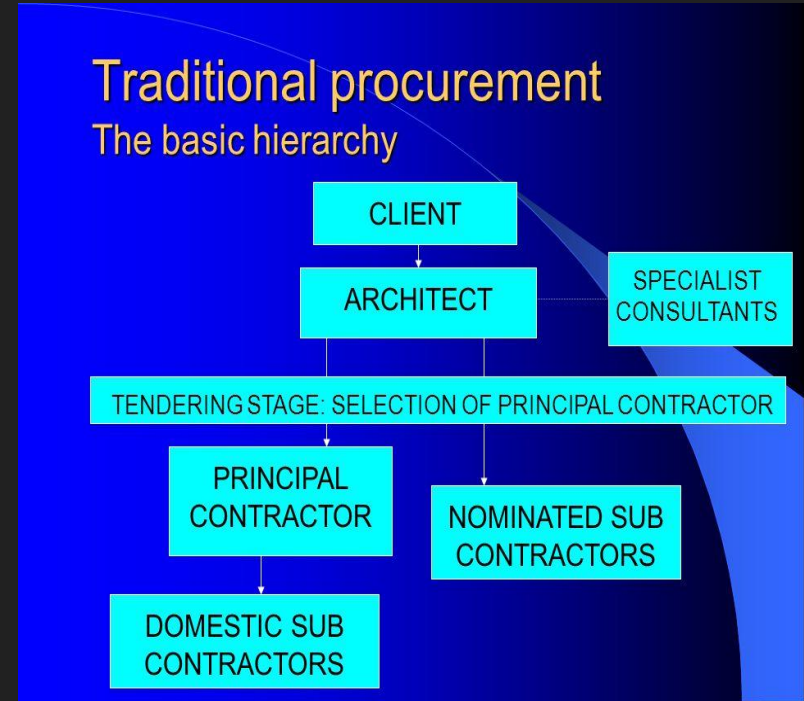 Traditional procurement
The basic hierarchy
CLIENT
ARCHITECT
SPECIALIST
CONSULTANTS
TENDERING STAGE: SELECTION OF PRINCIPAL CONTRACTOR
PRINCIPAL
CONTRACTOR
NOMINATED SUB
CONTRACTORS
DOMESTIC SUB
CONTRACTORS